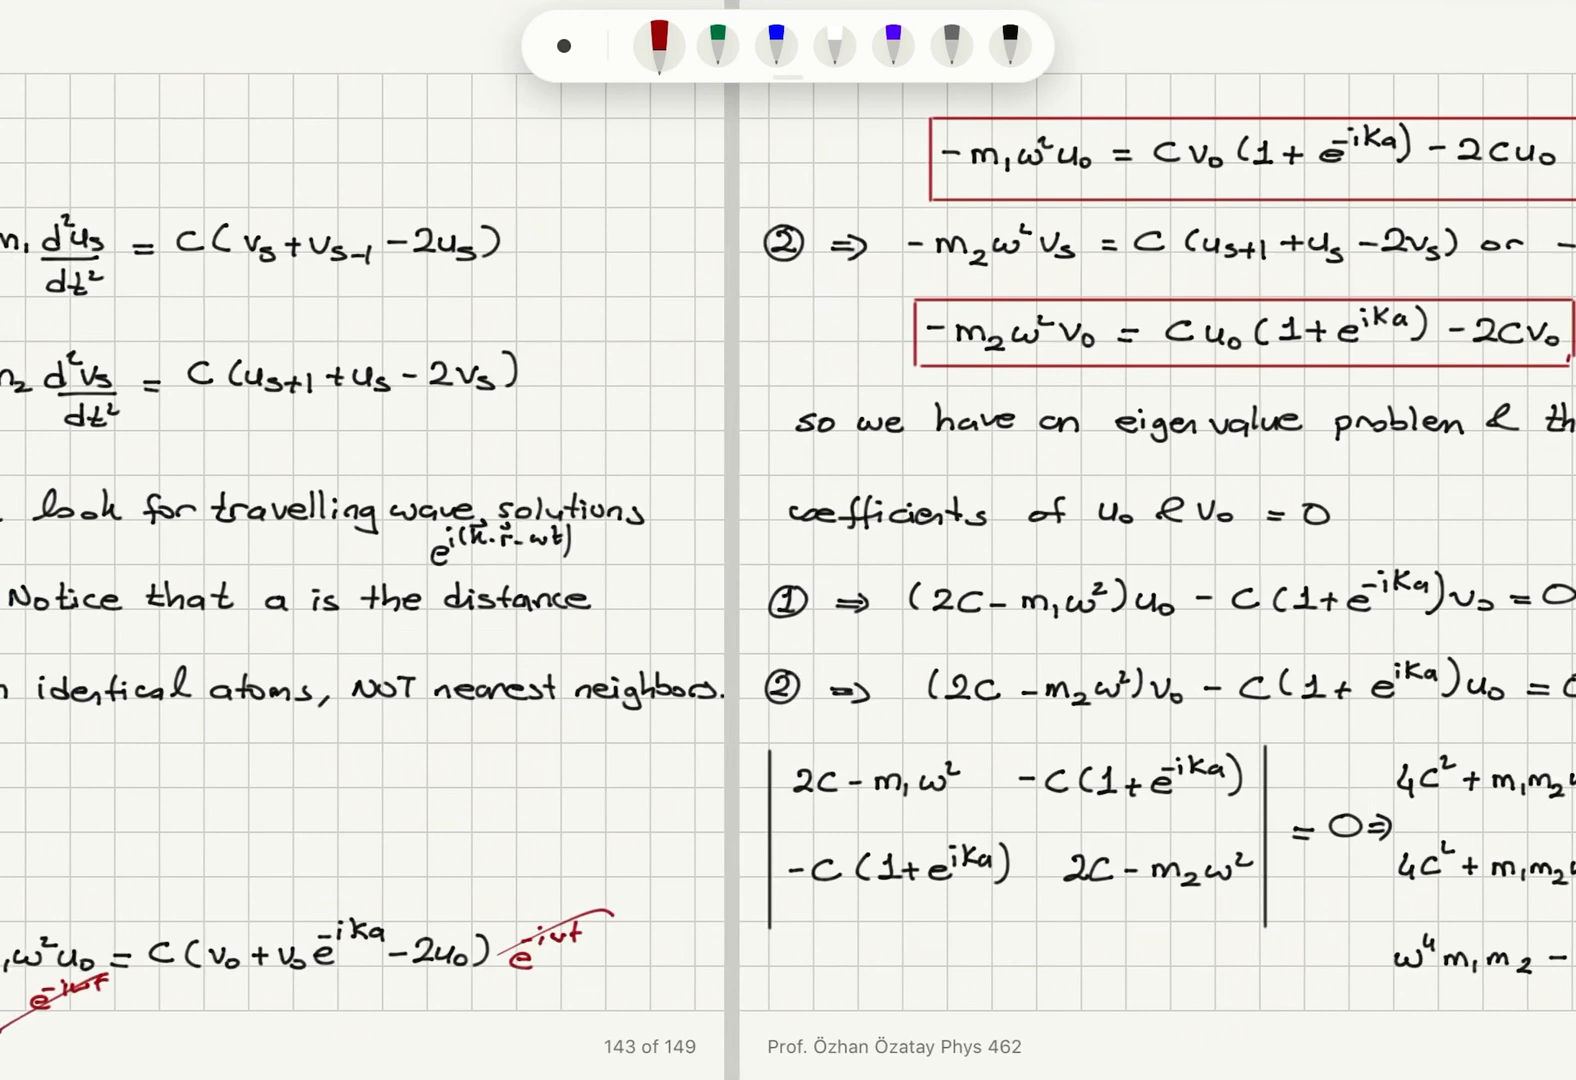 m₁ d²uₛ/dt² = C(vₛ + vₛ₋₁ - 2uₛ)
m₂ d²vₛ/dt² = C(uₛ₊₁ + uₛ - 2vₛ)
look for travelling wave solutions
e^{i(k⃗·r⃗ - ωt)}
Notice that a is the distance
identical atoms, NOT nearest neighbors.
ω²u₀ = C(v₀ + v₀e^{-iKa} - 2u₀) e^{-iωt}
e^{-iωt}
143 of 149
-m₁ω²u₀ = Cv₀(1 + e^{-iKa}) - 2Cu₀
② ⇒ -m₂ω²vₛ = C(uₛ₊₁ + uₛ - 2vₛ) or -
-m₂ω²v₀ = Cu₀(1 + e^{iKa}) - 2Cv₀
so we have an eigenvalue problem &
coefficients of u₀ & v₀ = 0
① ⇒ (2C - m₁ω²)u₀ - C(1 + e^{-iKa})v₀ = 0
② ⇒ (2C - m₂ω²)v₀ - C(1 + e^{iKa})u₀ = 0
| 2C - m₁ω² -C(1 + e^{-iKa}) | = 0 ⇒ 4C² + m₁m₂
| -C(1 + e^{iKa}) 2C - m₂ω² | 4C² + m₁m₂
ω⁴m₁m₂ -
Prof. Özhan Özatay Phys 462